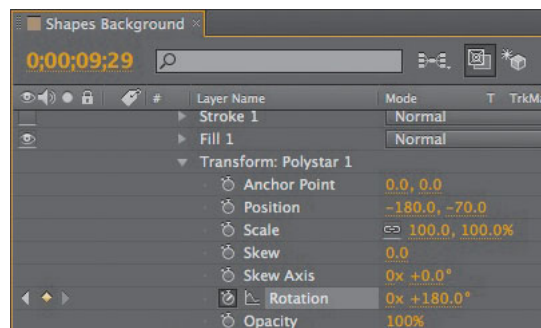 Shapes Background ×
0;00;09;29
# Layer Name Mode T TrkMa
Stroke 1 Normal
Fill 1 Normal
Transform: Polystar 1
Anchor Point 0.0, 0.0
Position -180.0, -70.0
Scale 100.0, 100.0%
Skew 0.0
Skew Axis 0x +0.0°
Rotation 0x +180.0°
Opacity 100%